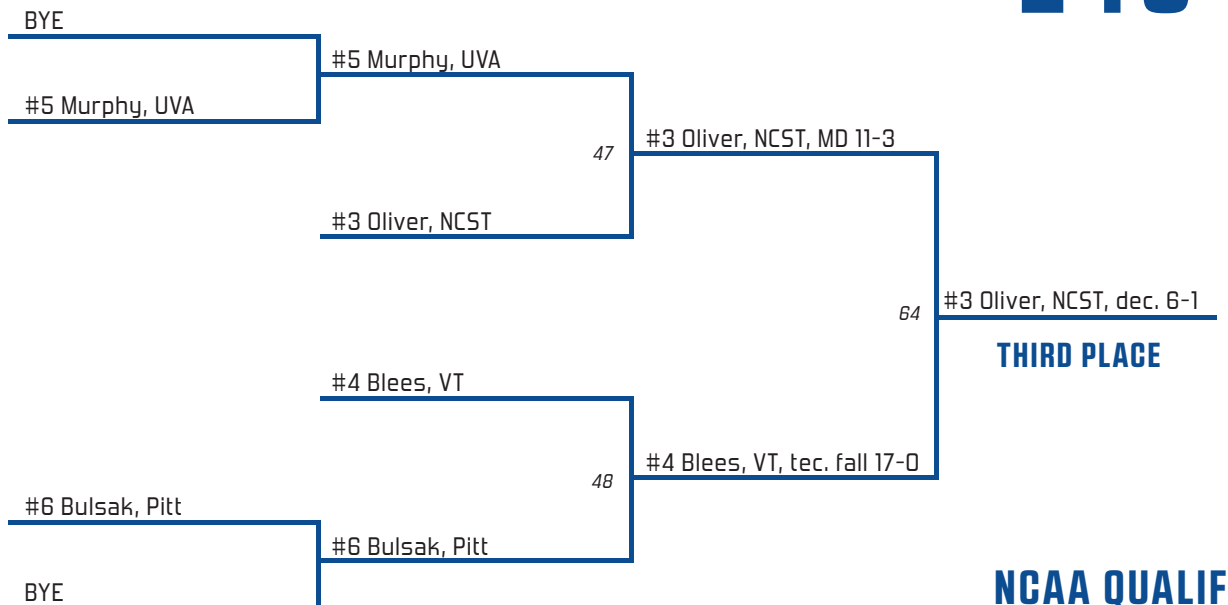 BYE
#5 Murphy, UVA
#5 Murphy, UVA
#3 Oliver, NCST, MD 11-3
47
#3 Oliver, NCST
#3 Oliver, NCST, dec. 6-1
64
THIRD PLACE
#4 Blees, VT
#4 Blees, VT, tec. fall 17-0
48
#6 Bulsak, Pitt
#6 Bulsak, Pitt
BYE
NCAA QUALIF